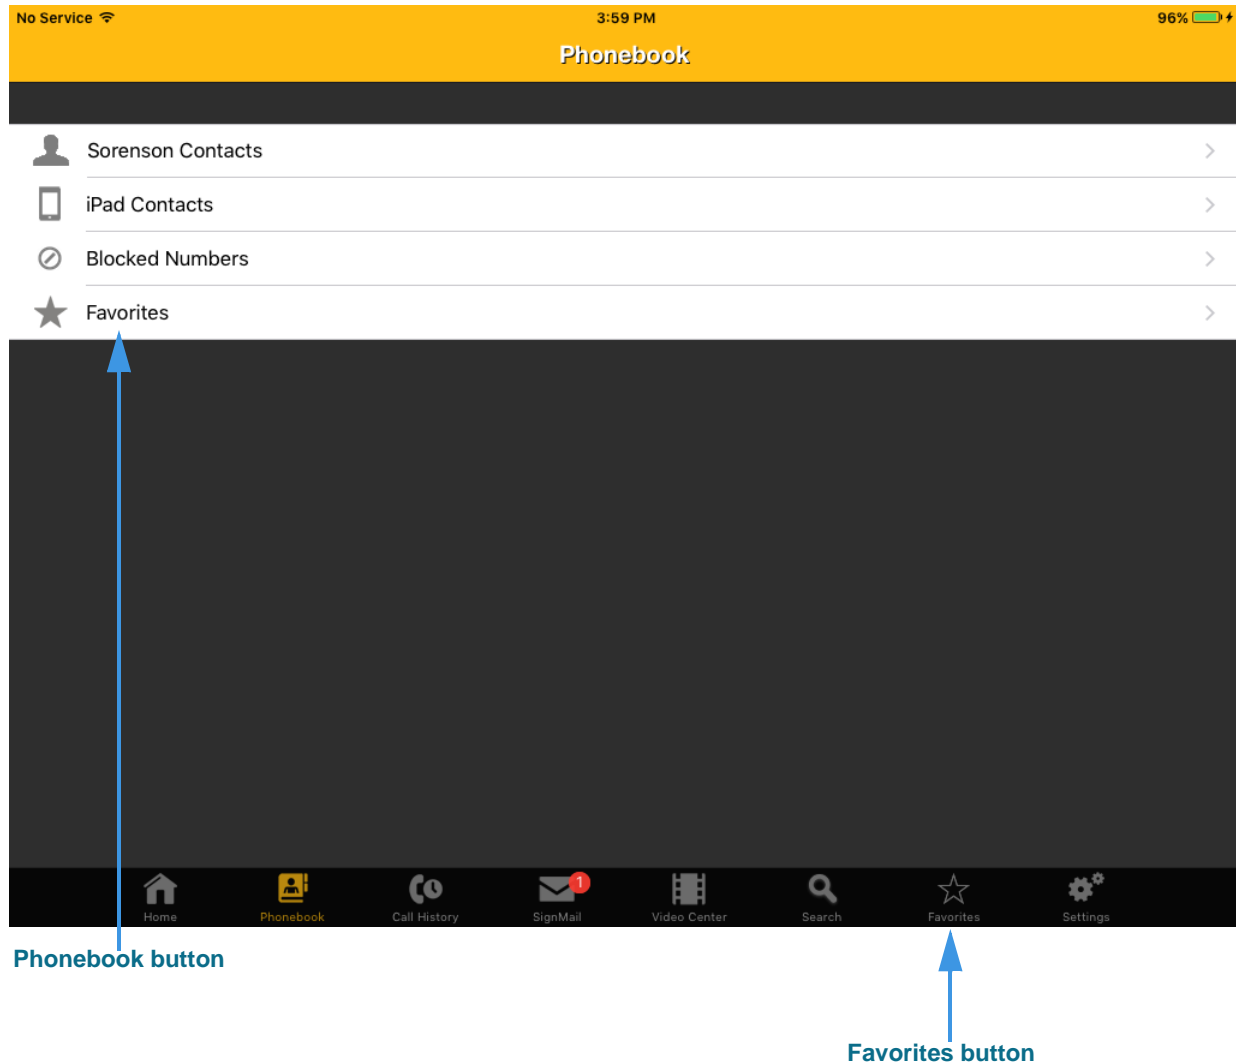 No Service 3:59 PM 96%
Phonebook
Sorenson Contacts
iPad Contacts
Blocked Numbers
Favorites
Home Phonebook Call History SignMail 1 Video Center Search Favorites Settings
Phonebook button
Favorites button